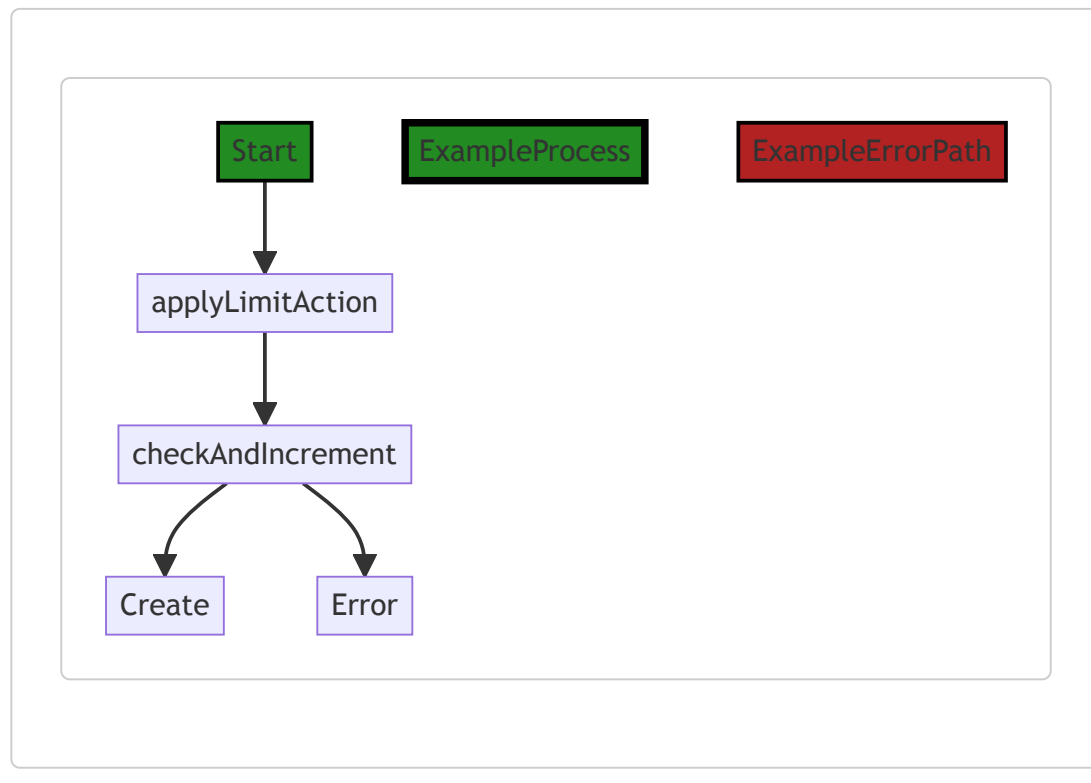 Start
ExampleProcess
ExampleErrorPath
applyLimitAction
checkAndIncrement
Create
Error